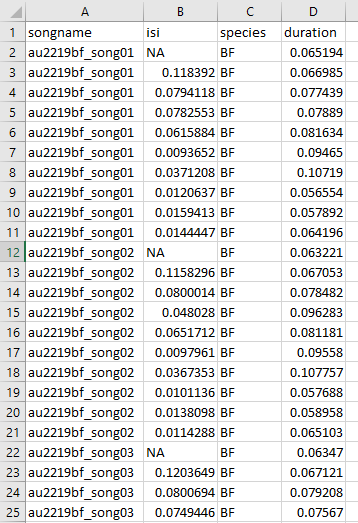 A B C D
1 songname isi species duration
2 au2219bf_song01 NA BF 0.065194
3 au2219bf_song01 0.118392 BF 0.066985
4 au2219bf_song01 0.0794118 BF 0.077439
5 au2219bf_song01 0.0782553 BF 0.07889
6 au2219bf_song01 0.0615884 BF 0.081634
7 au2219bf_song01 0.0093652 BF 0.09465
8 au2219bf_song01 0.0371208 BF 0.10719
9 au2219bf_song01 0.0120637 BF 0.056554
10 au2219bf_song01 0.0159413 BF 0.057892
11 au2219bf_song01 0.0144447 BF 0.064196
12 au2219bf_song02 NA BF 0.063221
13 au2219bf_song02 0.1158296 BF 0.067053
14 au2219bf_song02 0.0800014 BF 0.078482
15 au2219bf_song02 0.048028 BF 0.096283
16 au2219bf_song02 0.0651712 BF 0.081181
17 au2219bf_song02 0.0097961 BF 0.09558
18 au2219bf_song02 0.0367353 BF 0.107757
19 au2219bf_song02 0.0101136 BF 0.057688
20 au2219bf_song02 0.0138098 BF 0.058958
21 au2219bf_song02 0.0114288 BF 0.065103
22 au2219bf_song03 NA BF 0.06347
23 au2219bf_song03 0.1203649 BF 0.067121
24 au2219bf_song03 0.0800694 BF 0.079208
25 au2219bf_song03 0.0749446 BF 0.07567